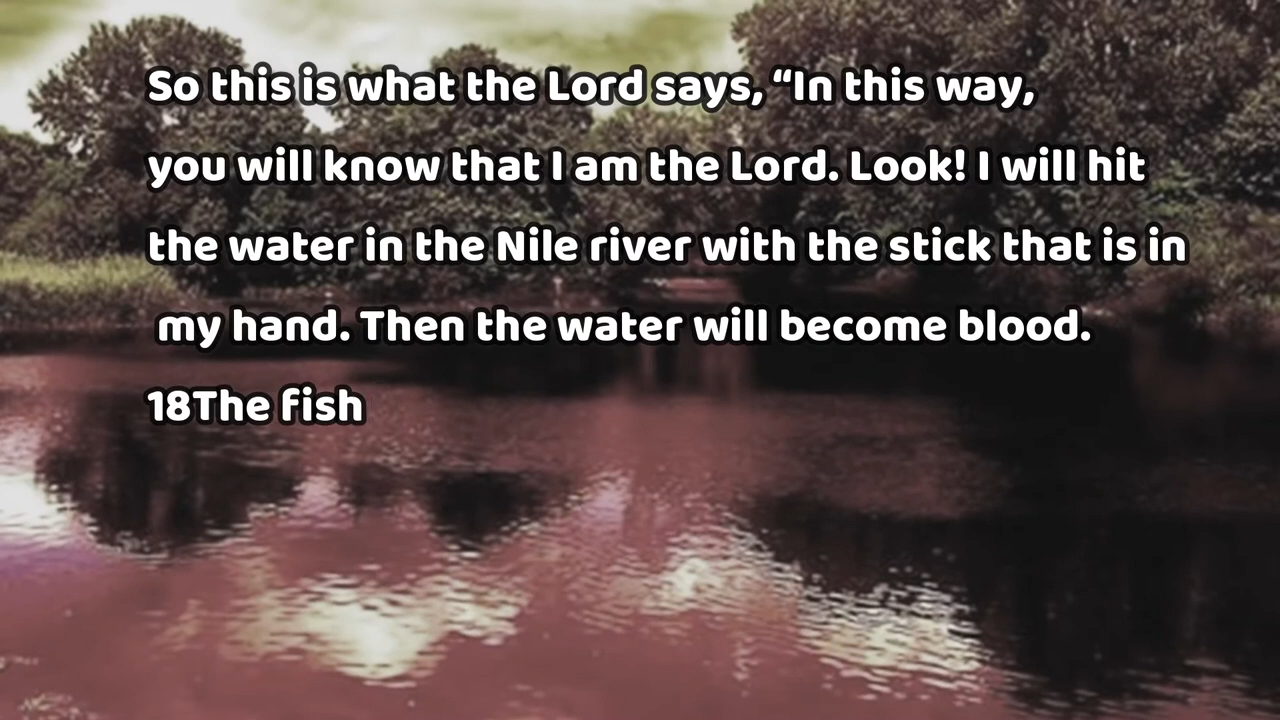 So this is what the Lord says, “In this way,
you will know that I am the Lord. Look! I will hit
the water in the Nile river with the stick that is in
my hand. Then the water will become blood.
18The fish